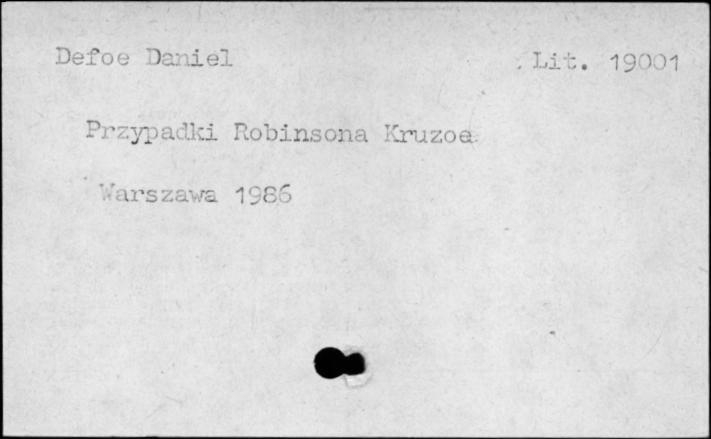 Defoe Daniel Lit. 19001
Przypadki Robinsona Kruzoe
Warszawa 1986